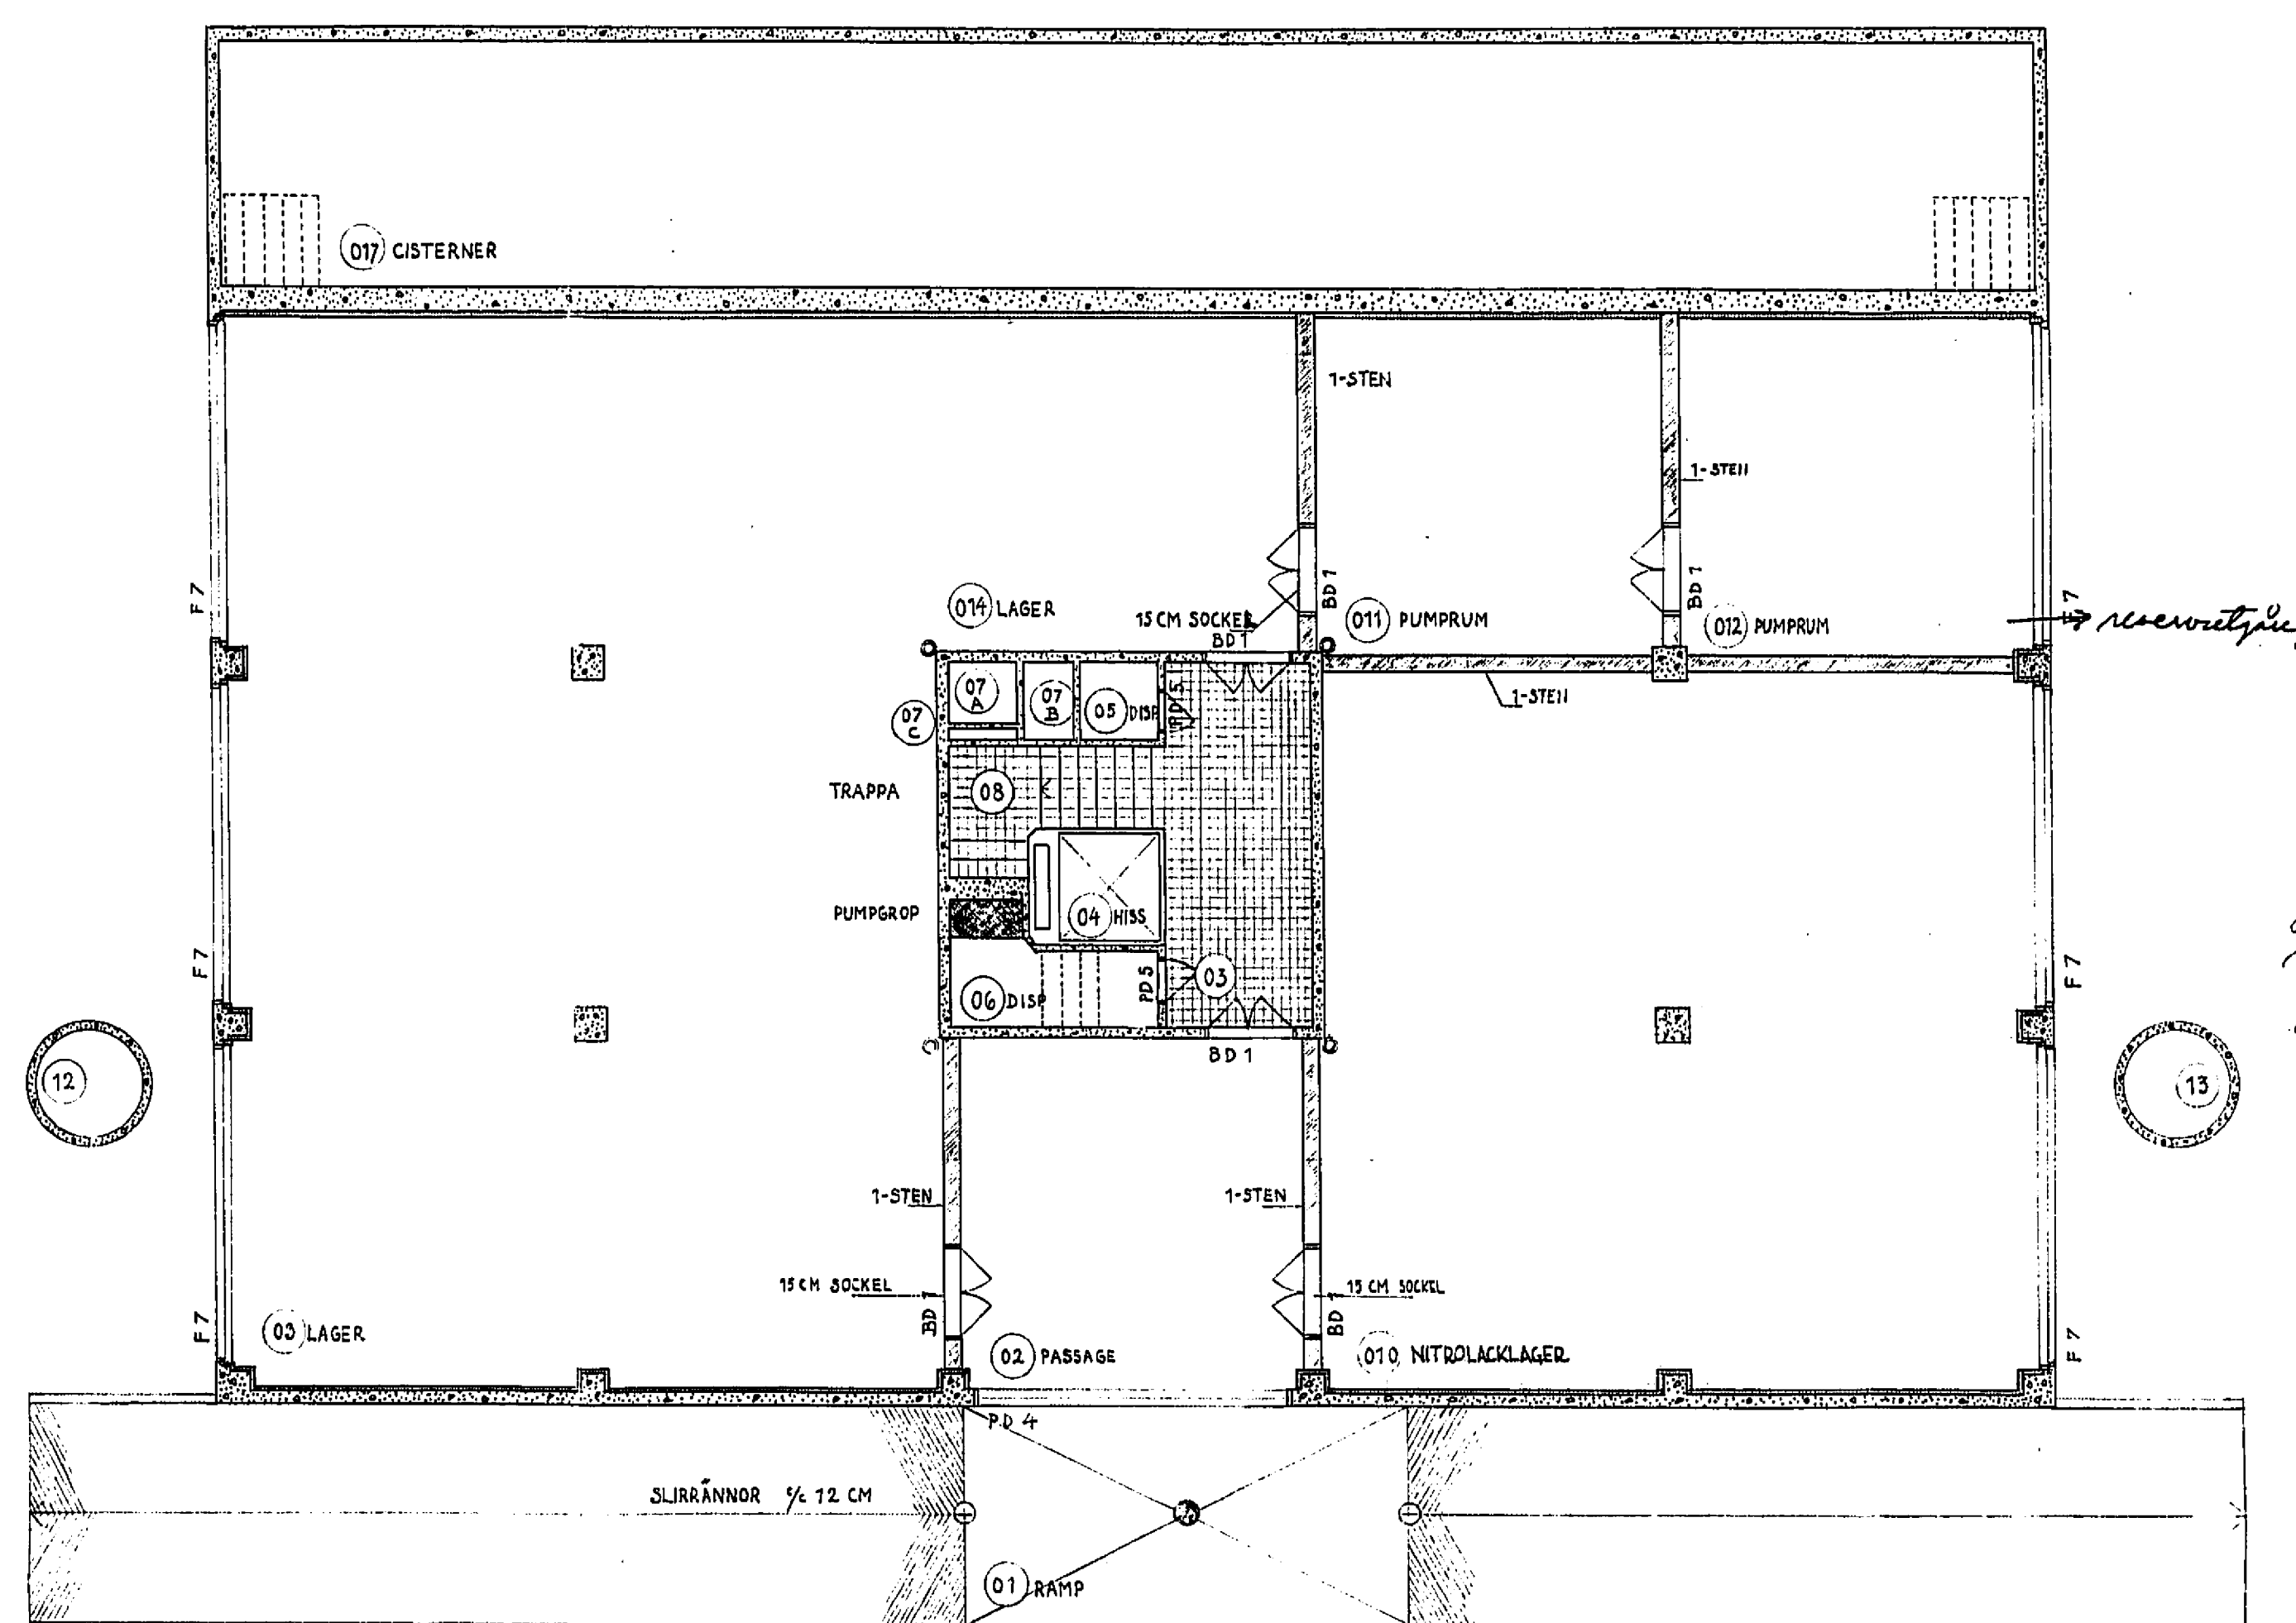 017 CISTERNER
1-STEN
1-STEN
F 7
014 LAGER
15 CM SOCKEL
BD 1
BD 1
011 PUMPRUM
BD 1
012 PUMPRUM
F 7
07 A
07 B
05 DISP
PD 5
07 C
1-STEN
TRAPPA
08
PUMPGROP
04 HISS
F 7
06 DISP
PD 5
03
F 7
BD 1
12
13
1-STEN
1-STEN
15 CM SOCKEL
15 CM SOCKEL
F 7
03 LAGER
BD 1
02 PASSAGE
BD 1
010 NITROLACKLAGER
F 7
PD 4
SLIRRÄNNOR c/c 12 CM
01 RAMP